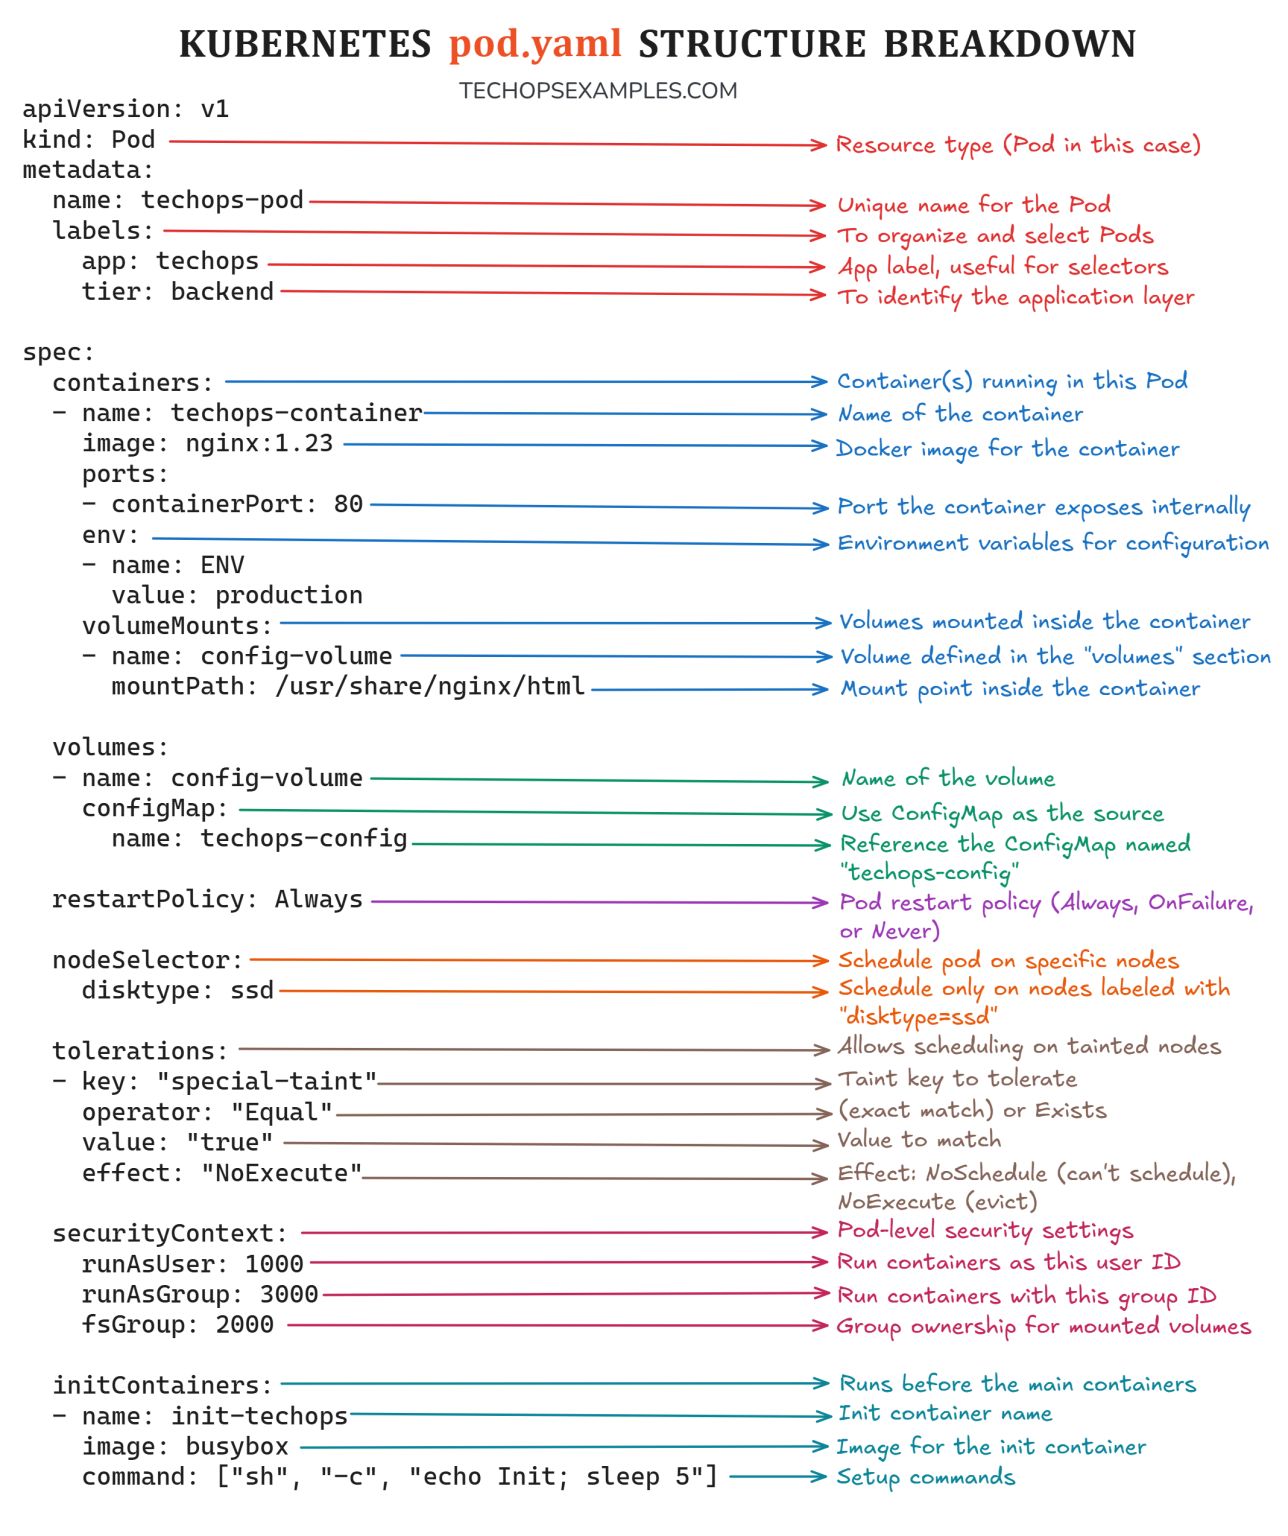 KUBERNETES pod.yaml STRUCTURE BREAKDOWN
TECHOPSEXAMPLES.COM
apiVersion: v1
kind: Pod Resource type (Pod in this case)
metadata:
  name: techops-pod Unique name for the Pod
  labels: To organize and select Pods
    app: techops App label, useful for selectors
    tier: backend To identify the application layer
spec:
  containers: Container(s) running in this Pod
  - name: techops-container Name of the container
    image: nginx:1.23 Docker image for the container
    ports:
    - containerPort: 80 Port the container exposes internally
    env: Environment variables for configuration
    - name: ENV
      value: production
    volumeMounts: Volumes mounted inside the container
    - name: config-volume Volume defined in the "volumes" section
      mountPath: /usr/share/nginx/html Mount point inside the container
  volumes:
  - name: config-volume Name of the volume
    configMap: Use ConfigMap as the source
      name: techops-config Reference the ConfigMap named
"techops-config"
  restartPolicy: Always Pod restart policy (Always, OnFailure,
or Never)
  nodeSelector: Schedule pod on specific nodes
    disktype: ssd Schedule only on nodes labeled with
"disktype=ssd"
  tolerations: Allows scheduling on tainted nodes
  - key: "special-taint" Taint key to tolerate
    operator: "Equal" (exact match) or Exists
    value: "true" Value to match
    effect: "NoExecute" Effect: NoSchedule (can't schedule),
NoExecute (evict)
  securityContext: Pod-level security settings
    runAsUser: 1000 Run containers as this user ID
    runAsGroup: 3000 Run containers with this group ID
    fsGroup: 2000 Group ownership for mounted volumes
  initContainers: Runs before the main containers
  - name: init-techops Init container name
    image: busybox Image for the init container
    command: ["sh", "-c", "echo Init; sleep 5"] Setup commands